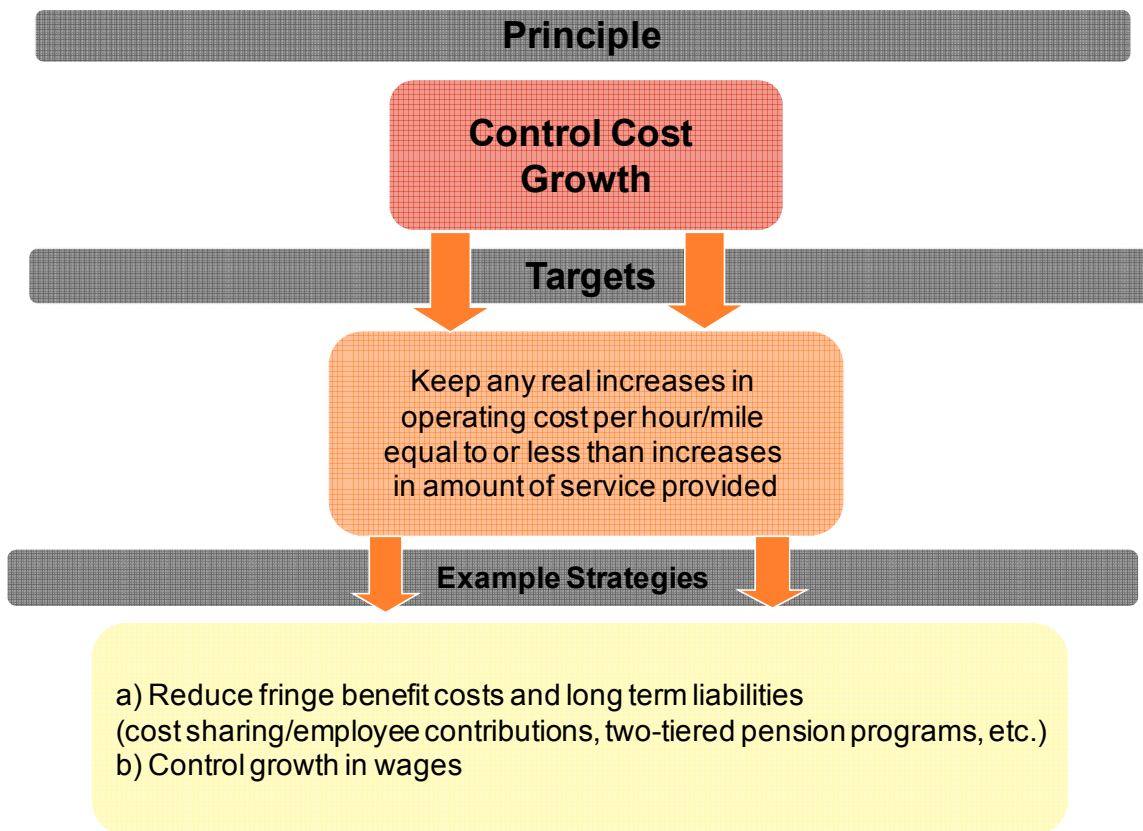 Principle
Control Cost
Growth
Targets
Keep any real increases in
operating cost per hour/mile
equal to or less than increases
in amount of service provided
Example Strategies
a) Reduce fringe benefit costs and long term liabilities
(cost sharing/employee contributions, two-tiered pension programs, etc.)
b) Control growth in wages